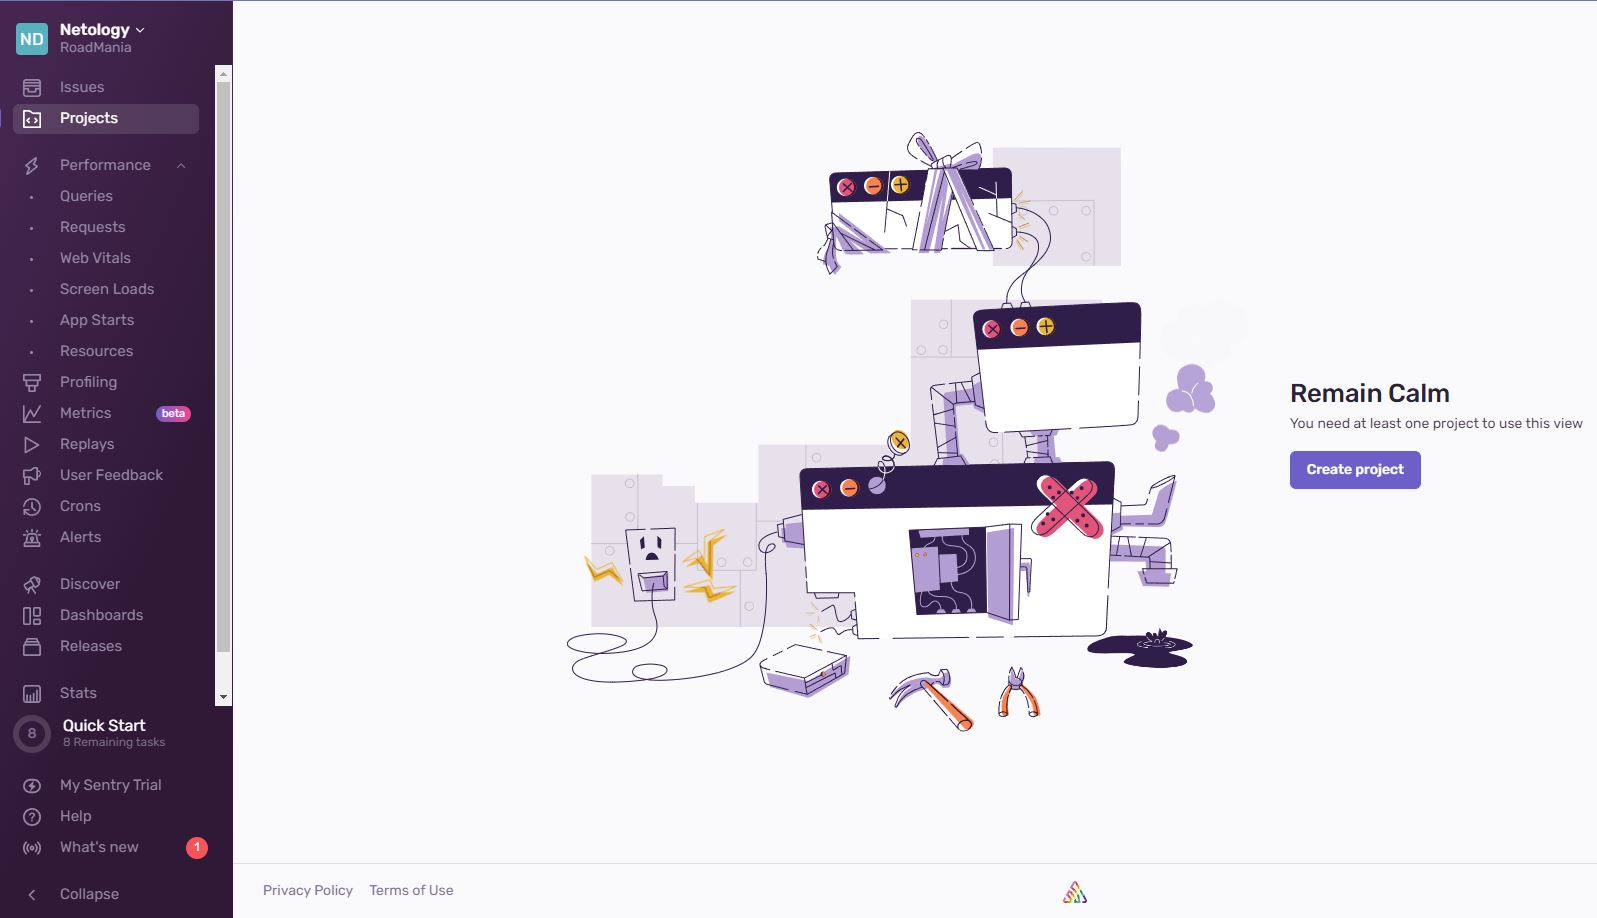 ND
Netology
RoadMania
Issues
Projects
Performance
Queries
Requests
Web Vitals
Screen Loads
App Starts
Resources
Profiling
Metrics beta
Replays
User Feedback
Crons
Alerts
Discover
Dashboards
Releases
Stats
8
Quick Start
8 Remaining tasks
My Sentry Trial
Help
What's new 1
Collapse
Remain Calm
You need at least one project to use this view
Create project
Privacy Policy Terms of Use